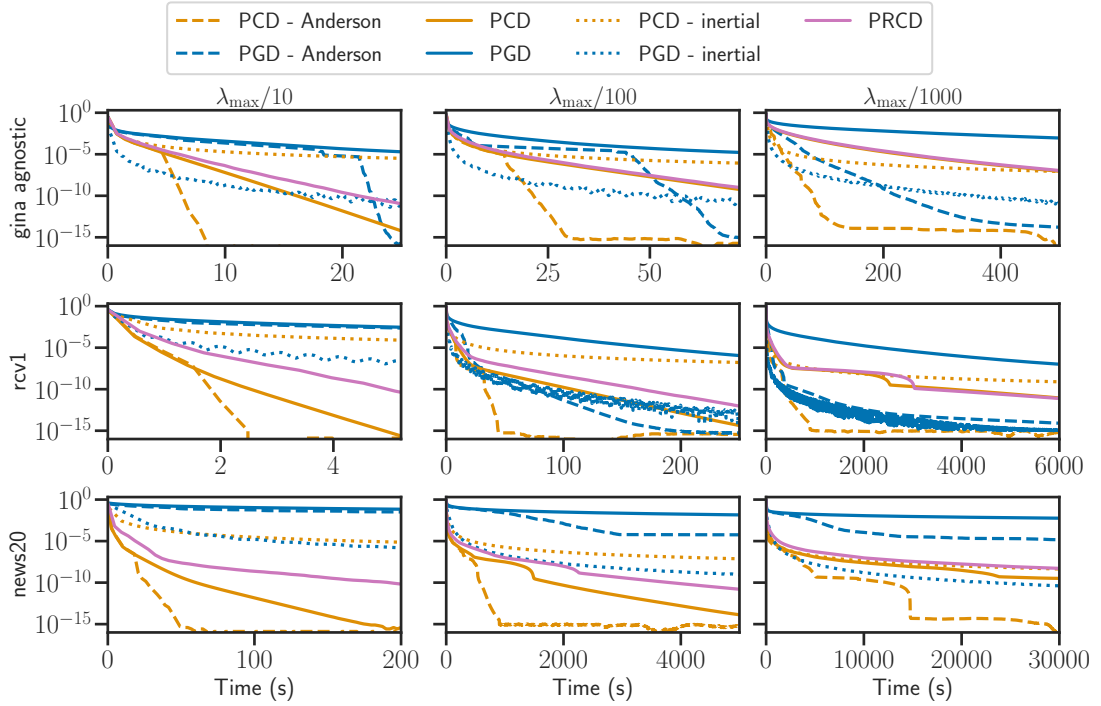 PCD - Anderson PCD PCD - inertial PRCD
PGD - Anderson PGD PGD - inertial
λmax/10 λmax/100 λmax/1000
gina agnostic
10^0
10^−5
10^−10
10^−15
0 10 20
0 25 50
0 200 400
rcv1
10^0
10^−5
10^−10
10^−15
0 2 4
0 100 200
0 2000 4000 6000
news20
10^0
10^−5
10^−10
10^−15
0 100 200
0 2000 4000
0 10000 20000 30000
Time (s) Time (s) Time (s)